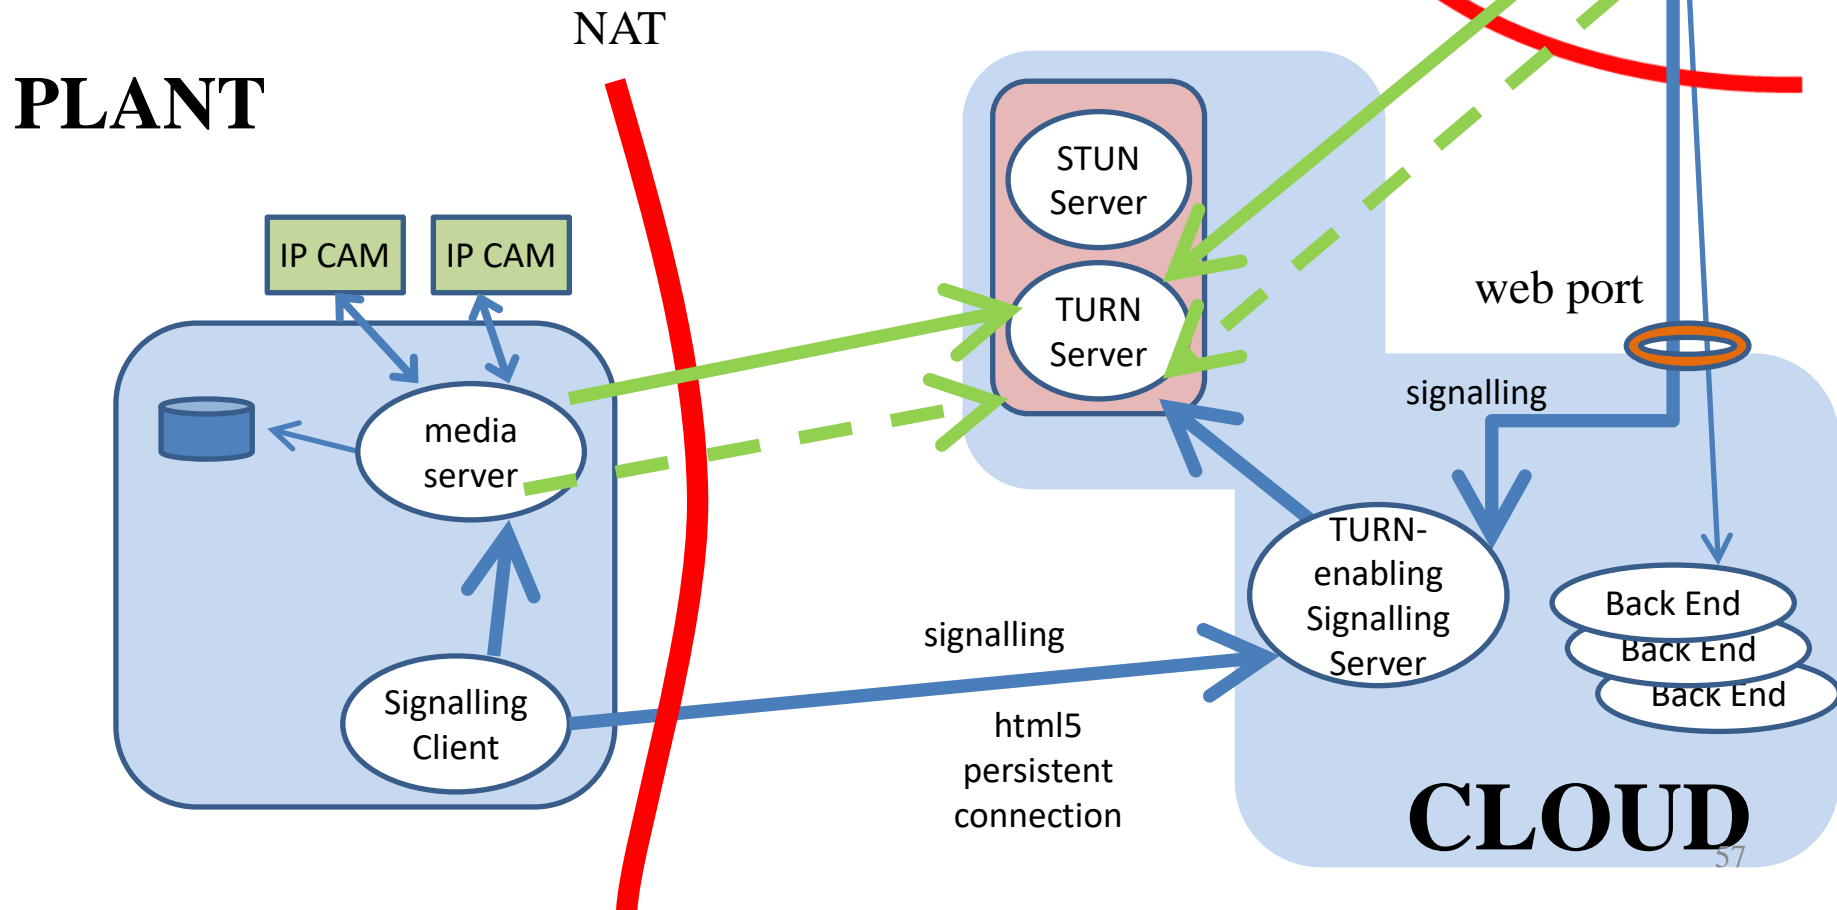 NAT
PLANT
STUN
Server
IP CAM
IP CAM
TURN
Server
web port
signalling
media
server
TURN-
enabling
Signalling
Server
Back End
Back End
Back End
signalling
Signalling
Client
html5
persistent
connection
CLOUD
57